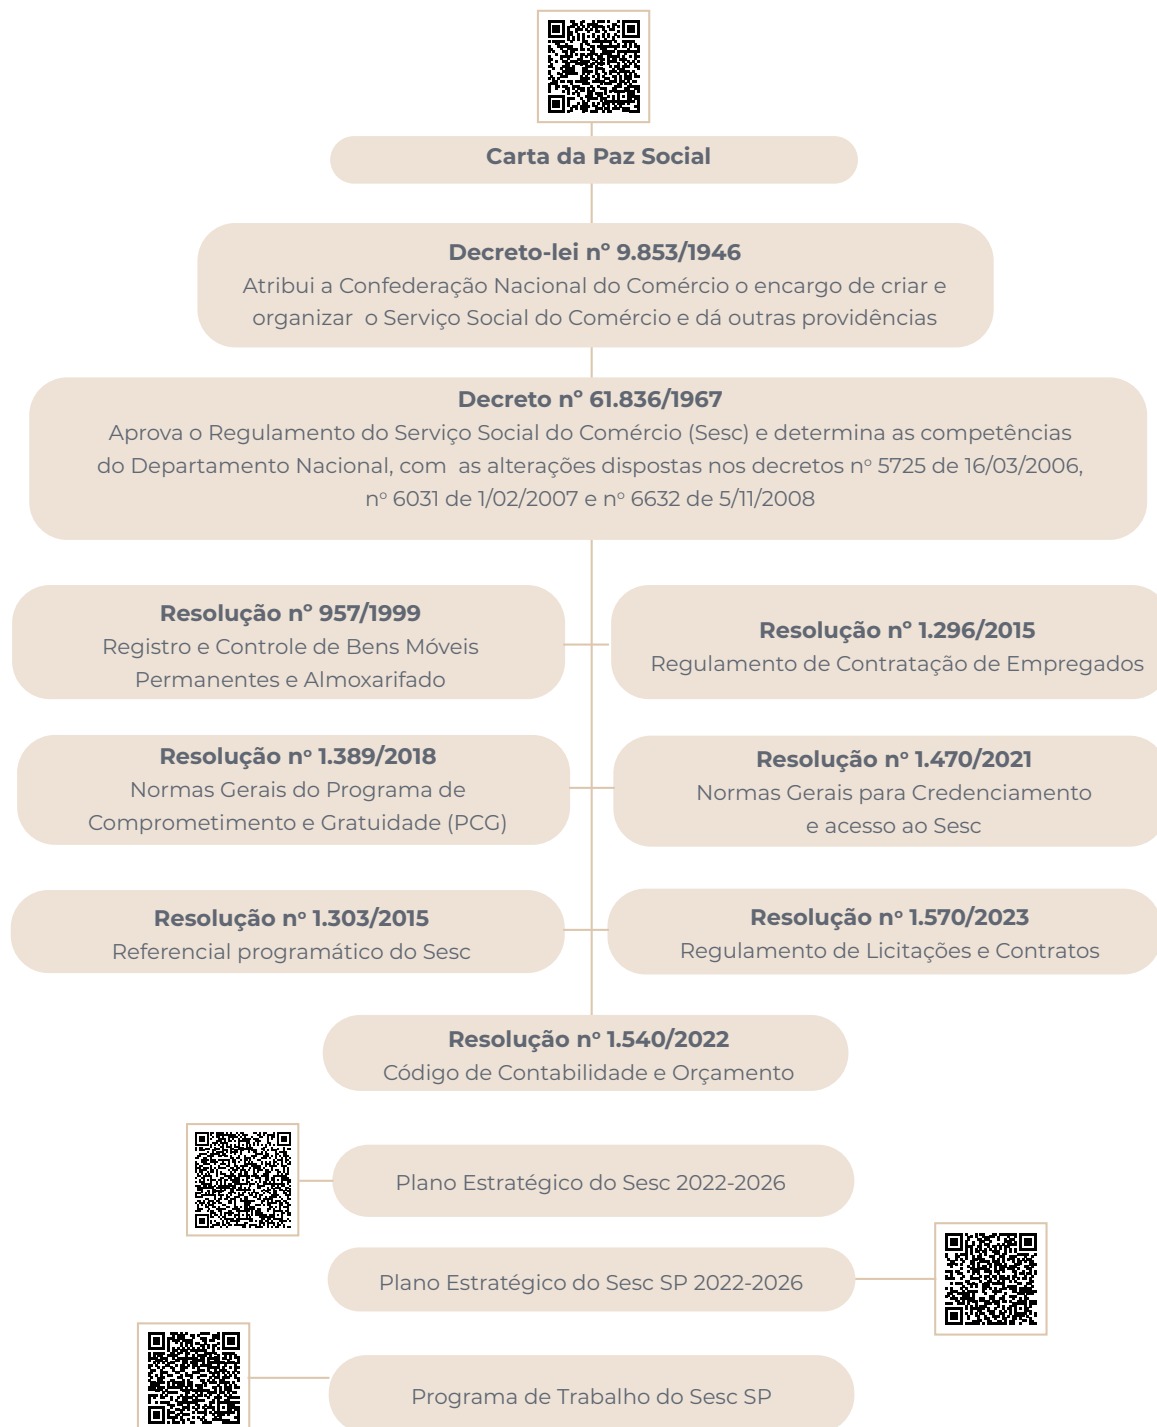 Carta da Paz Social
Decreto-lei nº 9.853/1946
Atribui a Confederação Nacional do Comércio o encargo de criar e
organizar o Serviço Social do Comércio e dá outras providências
Decreto nº 61.836/1967
Aprova o Regulamento do Serviço Social do Comércio (Sesc) e determina as competências
do Departamento Nacional, com as alterações dispostas nos decretos nº 5725 de 16/03/2006,
nº 6031 de 1/02/2007 e nº 6632 de 5/11/2008
Resolução nº 957/1999
Registro e Controle de Bens Móveis
Permanentes e Almoxarifado
Resolução nº 1.296/2015
Regulamento de Contratação de Empregados
Resolução nº 1.389/2018
Normas Gerais do Programa de
Comprometimento e Gratuidade (PCG)
Resolução nº 1.470/2021
Normas Gerais para Credenciamento
e acesso ao Sesc
Resolução nº 1.303/2015
Referencial programático do Sesc
Resolução nº 1.570/2023
Regulamento de Licitações e Contratos
Resolução nº 1.540/2022
Código de Contabilidade e Orçamento
Plano Estratégico do Sesc 2022-2026
Plano Estratégico do Sesc SP 2022-2026
Programa de Trabalho do Sesc SP